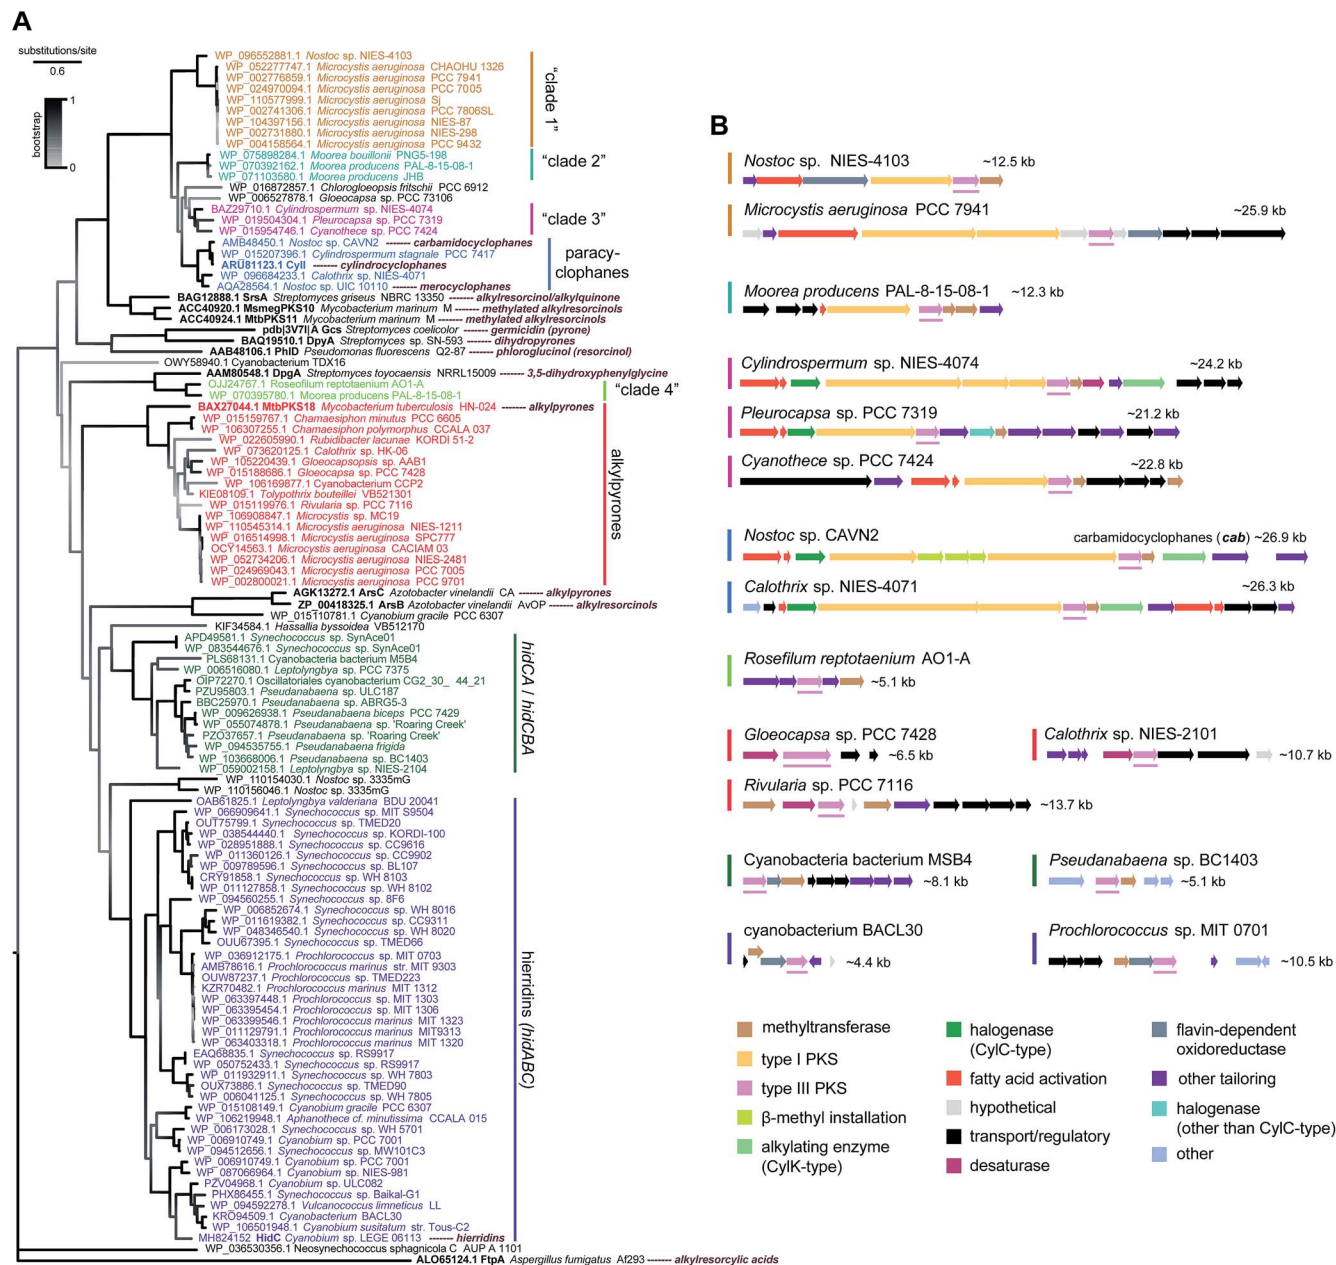 A
substitutions/site
0.6
bootstrap
1
0
WP_096552881.1 Nostoc sp. NIES-4103
WP_052277747.1 Microcystis aeruginosa CHAOHU 1326
WP_002776859.1 Microcystis aeruginosa PCC 7941
WP_024970094.1 Microcystis aeruginosa PCC 7005
WP_110577999.1 Microcystis aeruginosa Sj
WP_002741306.1 Microcystis aeruginosa PCC 7806SL
WP_104397156.1 Microcystis aeruginosa NIES-87
WP_002731880.1 Microcystis aeruginosa NIES-298
WP_004158564.1 Microcystis aeruginosa PCC 9432
"clade 1"
WP_075898284.1 Moorea bouillonii PNG5-198
WP_070392162.1 Moorea producens PAL-8-15-08-1
WP_071103580.1 Moorea producens JHB
"clade 2"
WP_016872857.1 Chlorogloeopsis fritschii PCC 6912
WP_006527878.1 Gloeocapsa sp. PCC 73106
BAZ29710.1 Cylindrospermum sp. NIES-4074
WP_019504304.1 Pleurocapsa sp. PCC 7319
WP_015954746.1 Cyanothece sp. PCC 7424
"clade 3"
AMB48450.1 Nostoc sp. CAVN2 ------- carbamidocyclophanes
WP_015207396.1 Cylindrospermum stagnale PCC 7417
ARU81123.1 CylI ------- cylindrocyclophanes
WP_096684233.1 Calothrix sp. NIES-4071
AQA28564.1 Nostoc sp. UIC 10110 ------- merocyclophanes
paracy-
clophanes
BAG12888.1 SrsA Streptomyces griseus NBRC 13350 ------- alkylresorcinol/alkylquinone
ACC40920.1 MsmegPKS10 Mycobacterium marinum M ------- methylated alkylresorcinols
ACC40924.1 MtbPKS11 Mycobacterium marinum M ------- methylated alkylresorcinols
pdb|3V7I|A Gcs Streptomyces coelicolor ------- germicidin (pyrone)
BAQ19510.1 DpyA Streptomyces sp. SN-593 ------- dihydropyrones
AAB48106.1 PhlD Pseudomonas fluorescens Q2-87 ------- phloroglucinol (resorcinol)
OWY58940.1 Cyanobacterium TDX16
AAM80548.1 DpgA Streptomyces toyocaensis NRRL15009 ------- 3,5-dihydroxyphenylglycine
OJJ24767.1 Roseofilum reptotaenium AO1-A
WP_070395780.1 Moorea producens PAL-8-15-08-1
"clade 4"
BAX27044.1 MtbPKS18 Mycobacterium tuberculosis HN-024 ------- alkylpyrones
WP_015159767.1 Chamaesiphon minutus PCC 6605
WP_106307255.1 Chamaesiphon polymorphus CCALA 037
WP_022605990.1 Rubidibacter lacunae KORDI 51-2
WP_073620125.1 Calothrix sp. HK-06
WP_105220439.1 Gloeocapsopsis sp. AAB1
WP_015188686.1 Gloeocapsa sp. PCC 7428
WP_106169877.1 Cyanobacterium CCP2
KIE08109.1 Tolypothrix bouteillei VB521301
WP_015119976.1 Rivularia sp. PCC 7116
WP_106908847.1 Microcystis sp. MC19
WP_110545314.1 Microcystis aeruginosa NIES-1211
WP_016514998.1 Microcystis aeruginosa SPC777
OCY14563.1 Microcystis aeruginosa CACIAM 03
WP_052734206.1 Microcystis aeruginosa NIES-2481
WP_024969043.1 Microcystis aeruginosa PCC 7005
WP_002800021.1 Microcystis aeruginosa PCC 9701
alkylpyrones
AGK13272.1 ArsC Azotobacter vinelandii CA ------- alkylpyrones
ZP_00418325.1 ArsB Azotobacter vinelandii AvOP ------- alkylresorcinols
WP_015110781.1 Cyanobium gracile PCC 6307
KIF34584.1 Hassallia byssoidea VB512170
APD49581.1 Synechococcus sp. SynAce01
WP_083544676.1 Synechococcus sp. SynAce01
PLS68131.1 Cyanobacteria bacterium M5B4
WP_006516080.1 Leptolyngbya sp. PCC 7375
OIP72270.1 Oscillatoriales cyanobacterium CG2_30_ 44_21
PZU95803.1 Pseudanabaena sp. ULC187
BBC25970.1 Pseudanabaena sp. ABRG5-3
WP_009626938.1 Pseudanabaena biceps PCC 7429
WP_055074878.1 Pseudanabaena sp. 'Roaring Creek'
PZO37657.1 Pseudanabaena sp. 'Roaring Creek'
WP_094535755.1 Pseudanabaena frigida
WP_103668006.1 Pseudanabaena sp. BC1403
WP_059002158.1 Leptolyngbya sp. NIES-2104
hidCA / hidCBA
WP_110154030.1 Nostoc sp. 3335mG
WP_110156046.1 Nostoc sp. 3335mG
OAB61825.1 Leptolyngbya valderiana BDU 20041
WP_066909641.1 Synechococcus sp. MIT S9504
OUT75799.1 Synechococcus sp. TMED20
WP_038544440.1 Synechococcus sp. KORDI-100
WP_028951888.1 Synechococcus sp. CC9616
WP_011360126.1 Synechococcus sp. CC9902
WP_009789596.1 Synechococcus sp. BL107
CRY91858.1 Synechococcus sp. WH 8103
WP_011127858.1 Synechococcus sp. WH 8102
WP_094560255.1 Synechococcus sp. 8F6
WP_006852674.1 Synechococcus sp. WH 8016
WP_011619382.1 Synechococcus sp. CC9311
WP_048346540.1 Synechococcus sp. WH 8020
OUU67395.1 Synechococcus sp. TMED66
WP_036912175.1 Prochlorococcus sp. MIT 0703
AMB78616.1 Prochlorococcus marinus str. MIT 9303
OUW87237.1 Prochlorococcus sp. TMED223
KZR70482.1 Prochlorococcus marinus MIT 1312
WP_063397448.1 Prochlorococcus sp. MIT 1303
WP_063395454.1 Prochlorococcus sp. MIT 1306
WP_063399546.1 Prochlorococcus marinus MIT 1323
WP_011129791.1 Prochlorococcus marinus MIT9313
WP_063403318.1 Prochlorococcus marinus MIT 1320
EAQ68835.1 Synechococcus sp. RS9917
WP_050752433.1 Synechococcus sp. RS9917
WP_011932911.1 Synechococcus sp. WH 7803
OUX73886.1 Synechococcus sp. TMED90
WP_006041125.1 Synechococcus sp. WH 7805
WP_015108149.1 Cyanobium gracile PCC 6307
WP_106219948.1 Aphanothece cf. minutissima CCALA 015
WP_006173028.1 Synechococcus sp. WH 5701
WP_006910749.1 Cyanobium sp. PCC 7001
WP_094512656.1 Synechococcus sp. MW101C3
WP_006910749.1 Cyanobium sp. PCC 7001
WP_087066964.1 Cyanobium sp. NIES-981
PZV04968.1 Cyanobium sp. ULC082
PHX86455.1 Synechococcus sp. Baikal-G1
WP_094592278.1 Vulcanococcus limneticus LL
KRO94509.1 Cyanobacterium BACL30
WP_106501948.1 Cyanobium susitatum str. Tous-C2
MH824152 HidC Cyanobium sp. LEGE 06113 ------- hierridins
hierridins (hidABC)
WP_036530356.1 Neosynechococcus sphagnicola C AUP A 1101
ALO65124.1 FtpA Aspergillus fumigatus Af293 ------- alkylresorcylic acids
B
Nostoc sp. NIES-4103 ~12.5 kb
Microcystis aeruginosa PCC 7941 ~25.9 kb
Moorea producens PAL-8-15-08-1 ~12.3 kb
Cylindrospermum sp. NIES-4074 ~24.2 kb
Pleurocapsa sp. PCC 7319 ~21.2 kb
Cyanothece sp. PCC 7424 ~22.8 kb
Nostoc sp. CAVN2 carbamidocyclophanes (cab) ~26.9 kb
Calothrix sp. NIES-4071 ~26.3 kb
Rosefilum reptotaenium AO1-A
~5.1 kb
Gloeocapsa sp. PCC 7428
~6.5 kb
Calothrix sp. NIES-2101
~10.7 kb
Rivularia sp. PCC 7116
~13.7 kb
Cyanobacteria bacterium MSB4
~8.1 kb
Pseudanabaena sp. BC1403
~5.1 kb
cyanobacterium BACL30
~4.4 kb
Prochlorococcus sp. MIT 0701
~10.5 kb
methyltransferase
type I PKS
type III PKS
β-methyl installation
alkylating enzyme
(CylK-type)
halogenase
(CylC-type)
fatty acid activation
hypothetical
transport/regulatory
desaturase
flavin-dependent
oxidoreductase
other tailoring
halogenase
(other than CylC-type)
other